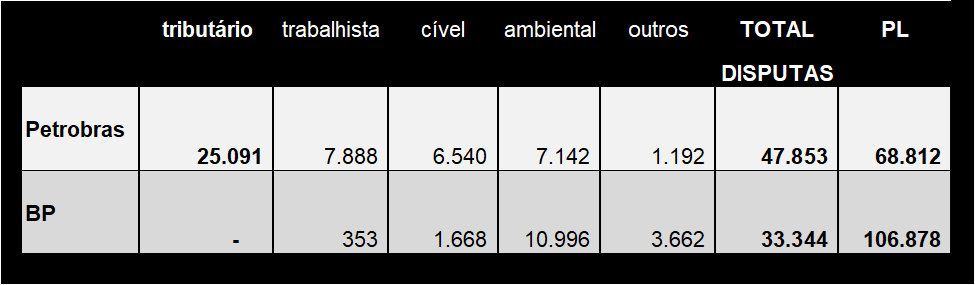 tributário trabalhista cível ambiental outros TOTAL PL
DISPUTAS
Petrobras
25.091 7.888 6.540 7.142 1.192 47.853 68.812
BP
- 353 1.668 10.996 3.662 33.344 106.878